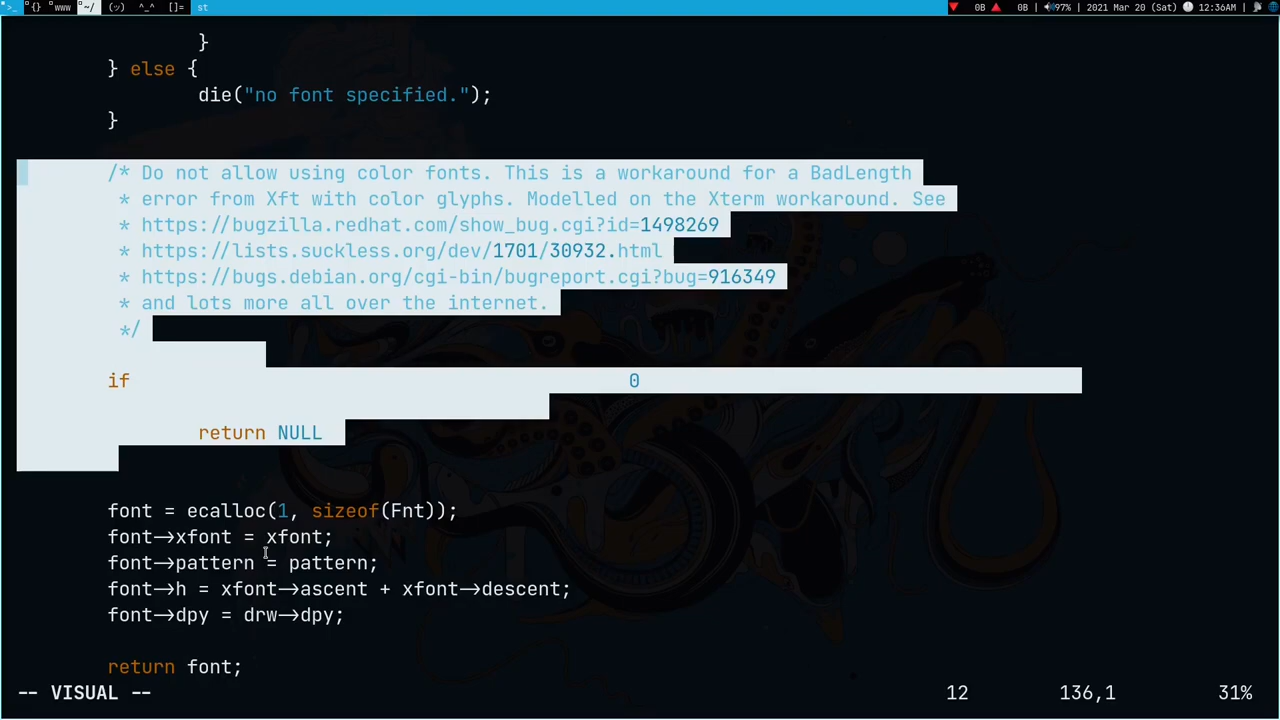 >_ {} www ~/ (ツ) ^_^ []= st 0B 0B | 97% | 2021 Mar 20 (Sat) 12:36AM |
}
} else {
die("no font specified.");
}
/* Do not allow using color fonts. This is a workaround for a BadLength
* error from Xft with color glyphs. Modelled on the Xterm workaround. See
* https://bugzilla.redhat.com/show_bug.cgi?id=1498269
* https://lists.suckless.org/dev/1701/30932.html
* https://bugs.debian.org/cgi-bin/bugreport.cgi?bug=916349
* and lots more all over the internet.
*/
if 0
return NULL
font = ecalloc(1, sizeof(Fnt));
font->xfont = xfont;
font->pattern = pattern;
font->h = xfont->ascent + xfont->descent;
font->dpy = drw->dpy;
return font;
-- VISUAL -- 12 136,1 31%